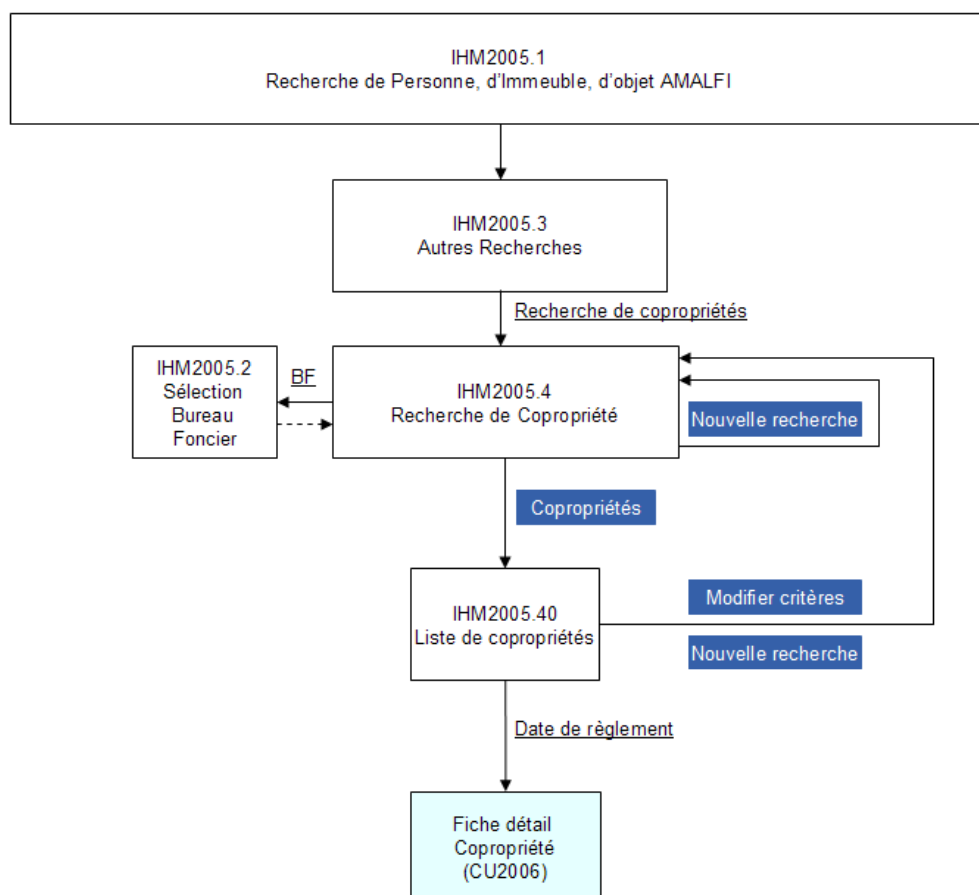 IHM2005.1
Recherche de Personne, d'Immeuble, d'objet AMALFI
IHM2005.3
Autres Recherches
Recherche de copropriétés
IHM2005.2
Sélection
Bureau
Foncier
BF
IHM2005.4
Recherche de Copropriété
Nouvelle recherche
Copropriétés
IHM2005.40
Liste de copropriétés
Modifier critères
Nouvelle recherche
Date de règlement
Fiche détail
Copropriété
(CU2006)